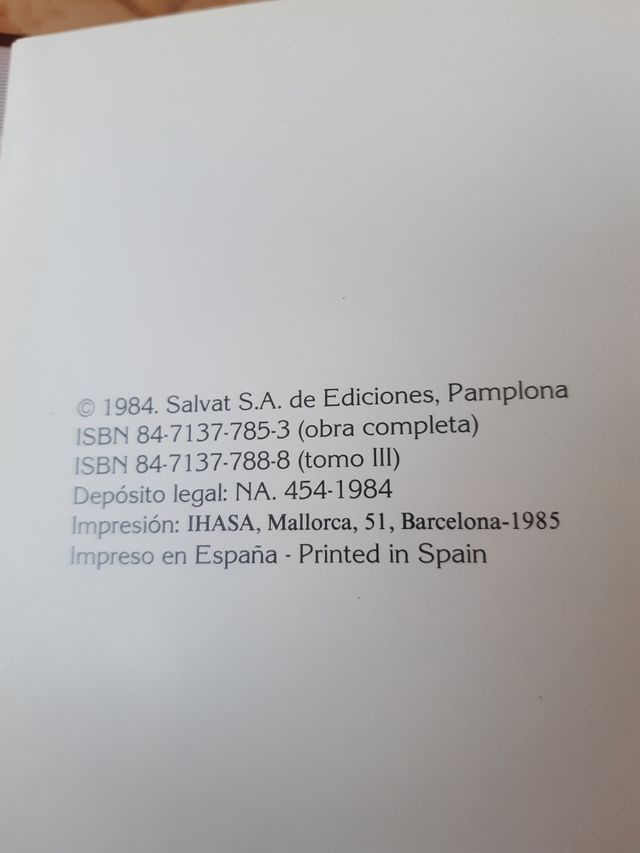 © 1984. Salvat S.A. de Ediciones, Pamplona
ISBN 84-7137-785-3 (obra completa)
ISBN 84-7137-788-8 (tomo III)
Depósito legal: NA. 454-1984
Impresión: IHASA, Mallorca, 51, Barcelona-1985
Impreso en España - Printed in Spain